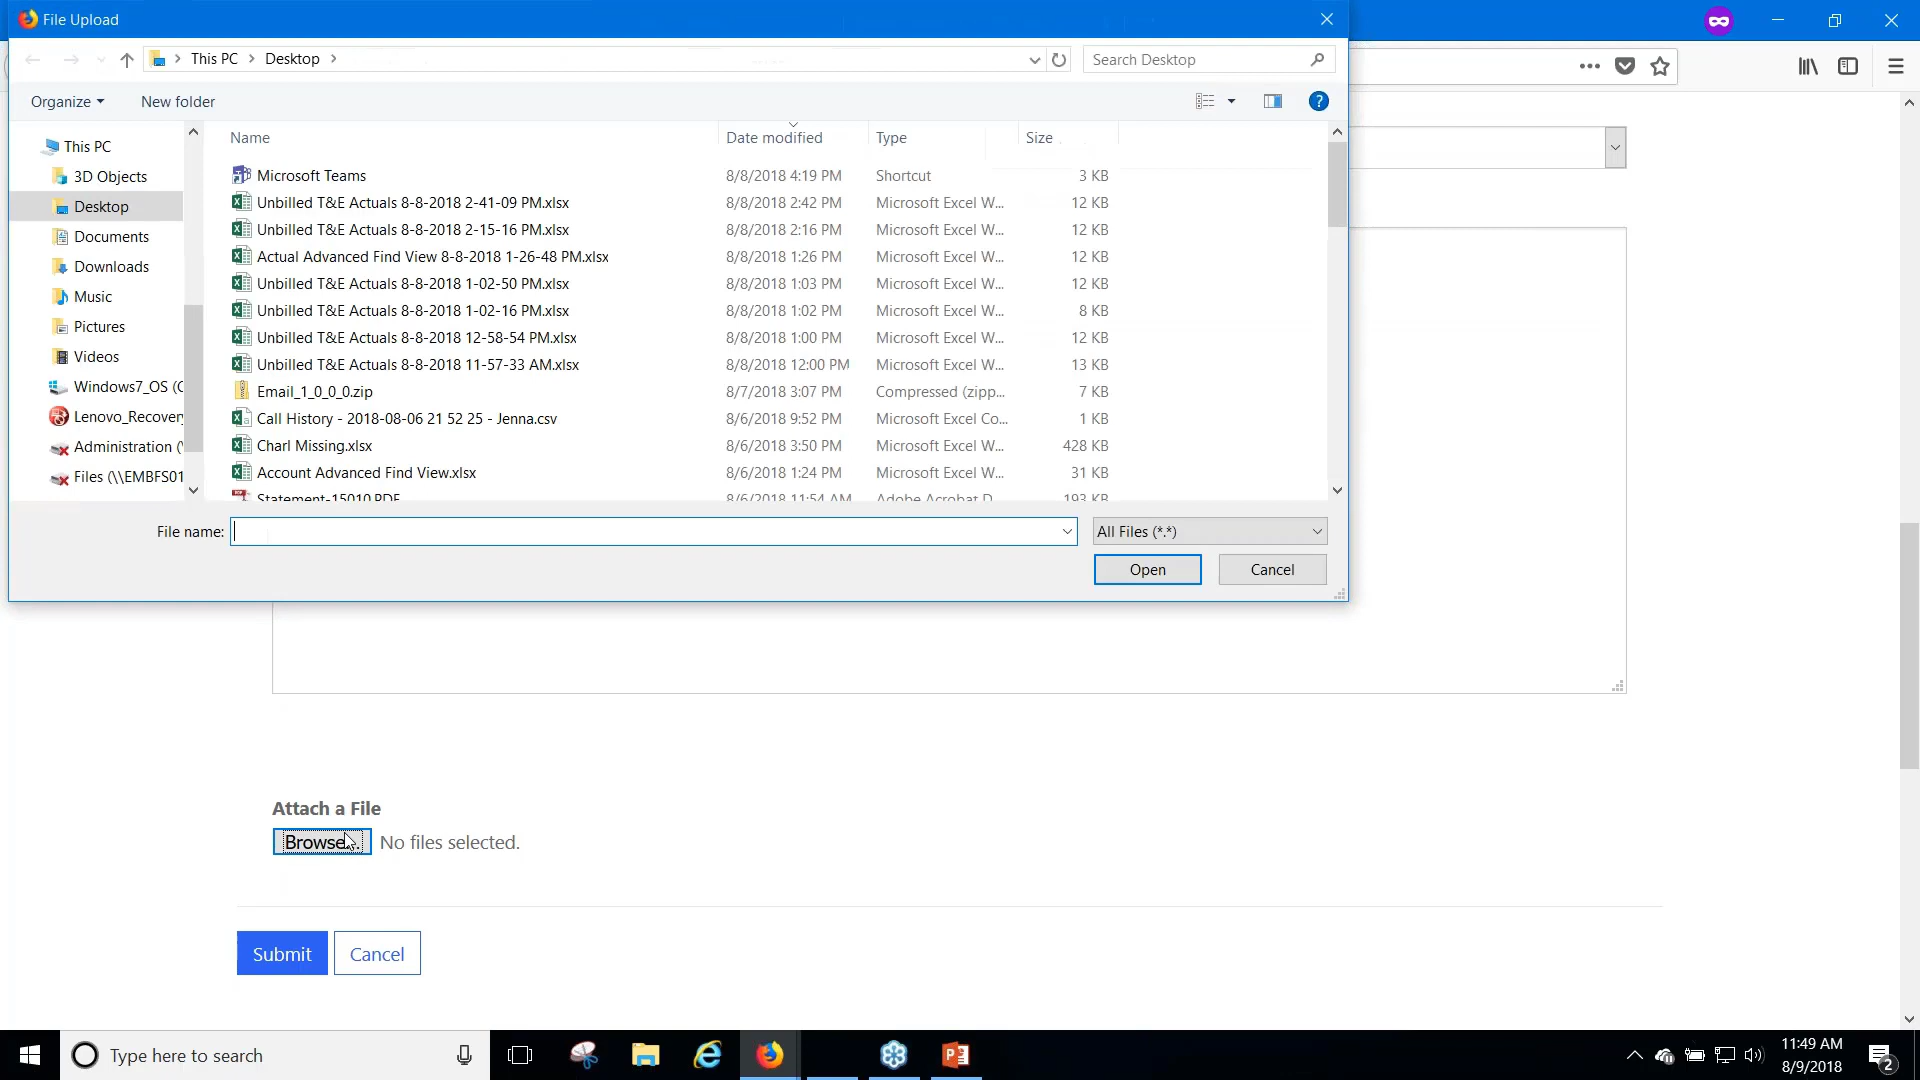 File Upload
This PC
Desktop
Search Desktop
Organize
New folder
Name
Date modified
Type
Size
This PC
3D Objects
Desktop
Documents
Downloads
Music
Pictures
Videos
Windows7_OS (C
Lenovo_Recovery
Administration (\
Files (\\EMBFS01
Microsoft Teams 8/8/2018 4:19 PM Shortcut 3 KB
Unbilled T&E Actuals 8-8-2018 2-41-09 PM.xlsx 8/8/2018 2:42 PM Microsoft Excel W... 12 KB
Unbilled T&E Actuals 8-8-2018 2-15-16 PM.xlsx 8/8/2018 2:16 PM Microsoft Excel W... 12 KB
Actual Advanced Find View 8-8-2018 1-26-48 PM.xlsx 8/8/2018 1:26 PM Microsoft Excel W... 12 KB
Unbilled T&E Actuals 8-8-2018 1-02-50 PM.xlsx 8/8/2018 1:03 PM Microsoft Excel W... 12 KB
Unbilled T&E Actuals 8-8-2018 1-02-16 PM.xlsx 8/8/2018 1:02 PM Microsoft Excel W... 8 KB
Unbilled T&E Actuals 8-8-2018 12-58-54 PM.xlsx 8/8/2018 1:00 PM Microsoft Excel W... 12 KB
Unbilled T&E Actuals 8-8-2018 11-57-33 AM.xlsx 8/8/2018 12:00 PM Microsoft Excel W... 13 KB
Email_1_0_0_0.zip 8/7/2018 3:07 PM Compressed (zipp... 7 KB
Call History - 2018-08-06 21 52 25 - Jenna.csv 8/6/2018 9:52 PM Microsoft Excel Co... 1 KB
Charl Missing.xlsx 8/6/2018 3:50 PM Microsoft Excel W... 428 KB
Account Advanced Find View.xlsx 8/6/2018 1:24 PM Microsoft Excel W... 31 KB
Statement-15010.PDF 8/6/2018 11:54 AM Adobe Acrobat D... 193 KB
File name:
All Files (*.*)
Open
Cancel
Attach a File
Browse... No files selected.
Submit
Cancel
Type here to search
11:49 AM
8/9/2018
2